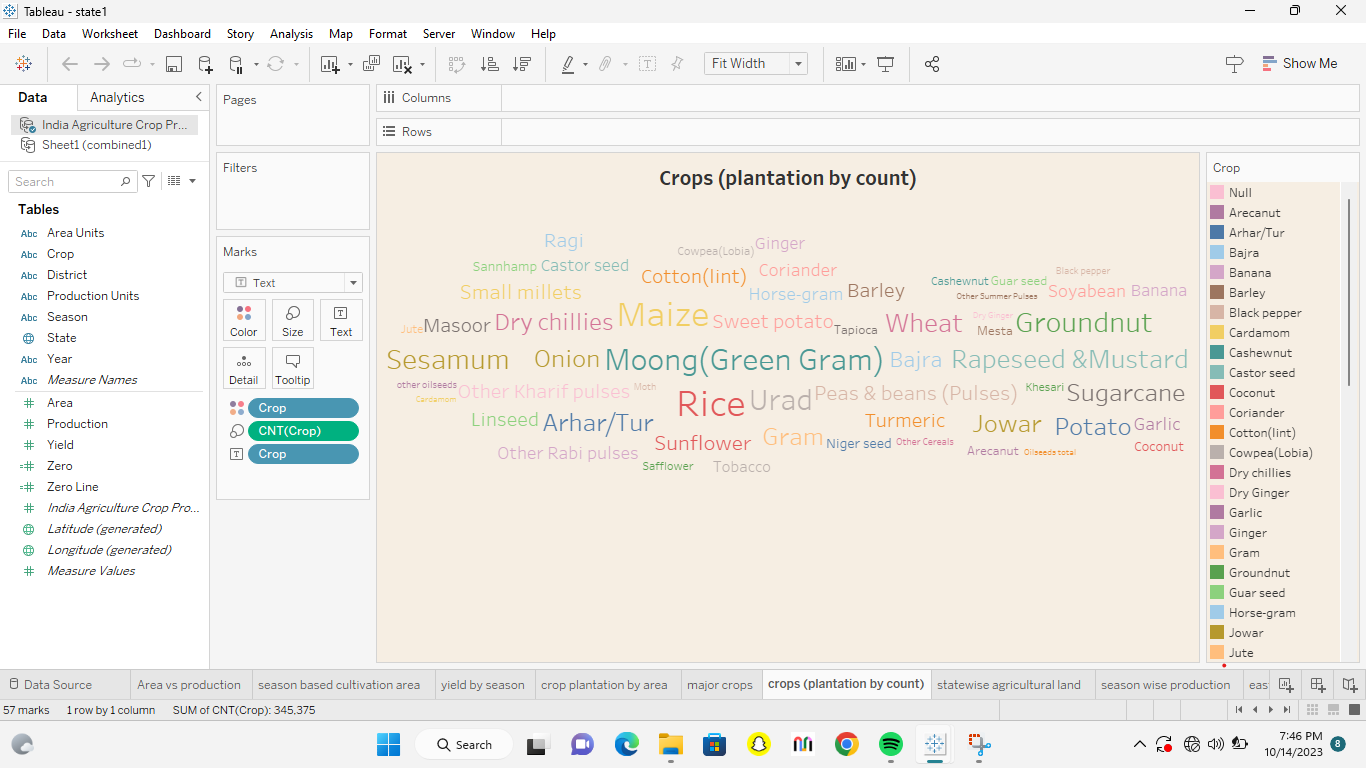 Tableau - state1
File Data Worksheet Dashboard Story Analysis Map Format Server Window Help
Fit Width
Show Me
Data Analytics
India Agriculture Crop Pr...
Sheet1 (combined1)
Search
Tables
Abc Area Units
Abc Crop
Abc District
Abc Production Units
Abc Season
State
Abc Year
Abc Measure Names
Area
Production
Yield
Zero
Zero Line
India Agriculture Crop Pro...
Latitude (generated)
Longitude (generated)
Measure Values
Pages
Filters
Marks
Text
Color Size Text
Detail Tooltip
Crop
CNT(Crop)
Crop
Columns
Rows
Crops (plantation by count)
Ragi Cowpea(Lobia) Ginger
Sannhamp Castor seed Cotton(lint) Coriander Black pepper
Small millets Horse-gram Barley Cashewnut Guar seed Other Summer Pulses Soyabean Banana
Jute Masoor Dry chillies Maize Sweet potato Tapioca Wheat Dry Ginger Mesta Groundnut
Sesamum Onion Moong(Green Gram) Bajra Rapeseed &Mustard
other oilseeds Cardamom Other Kharif pulses Moth Rice Urad Peas & beans (Pulses) Khesari Sugarcane
Linseed Arhar/Tur Turmeric Jowar Potato Garlic
Other Rabi pulses Sunflower Gram Niger seed Other Cereals Arecanut Oilseeds total Coconut
Safflower Tobacco
Crop
Null
Arecanut
Arhar/Tur
Bajra
Banana
Barley
Black pepper
Cardamom
Cashewnut
Castor seed
Coconut
Coriander
Cotton(lint)
Cowpea(Lobia)
Dry chillies
Dry Ginger
Garlic
Ginger
Gram
Groundnut
Guar seed
Horse-gram
Jowar
Jute
Data Source Area vs production season based cultivation area yield by season crop plantation by area major crops crops (plantation by count) statewise agricultural land season wise production eas
57 marks 1 row by 1 column SUM of CNT(Crop): 345,375
Search
7:46 PM
10/14/2023
8